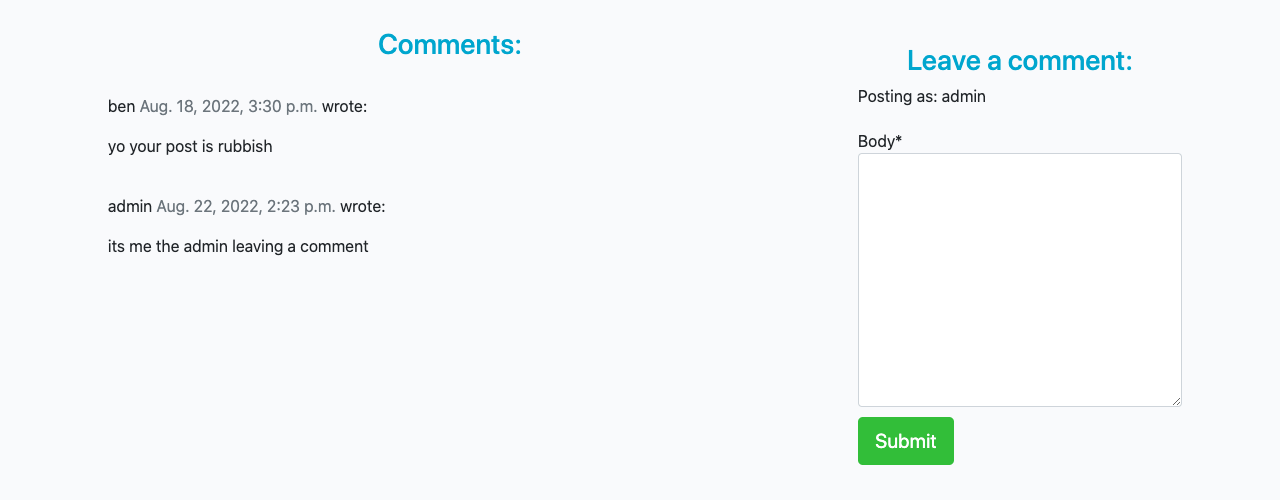 Comments:
ben Aug. 18, 2022, 3:30 p.m. wrote:
yo your post is rubbish
admin Aug. 22, 2022, 2:23 p.m. wrote:
its me the admin leaving a comment
Leave a comment:
Posting as: admin
Body*
Submit